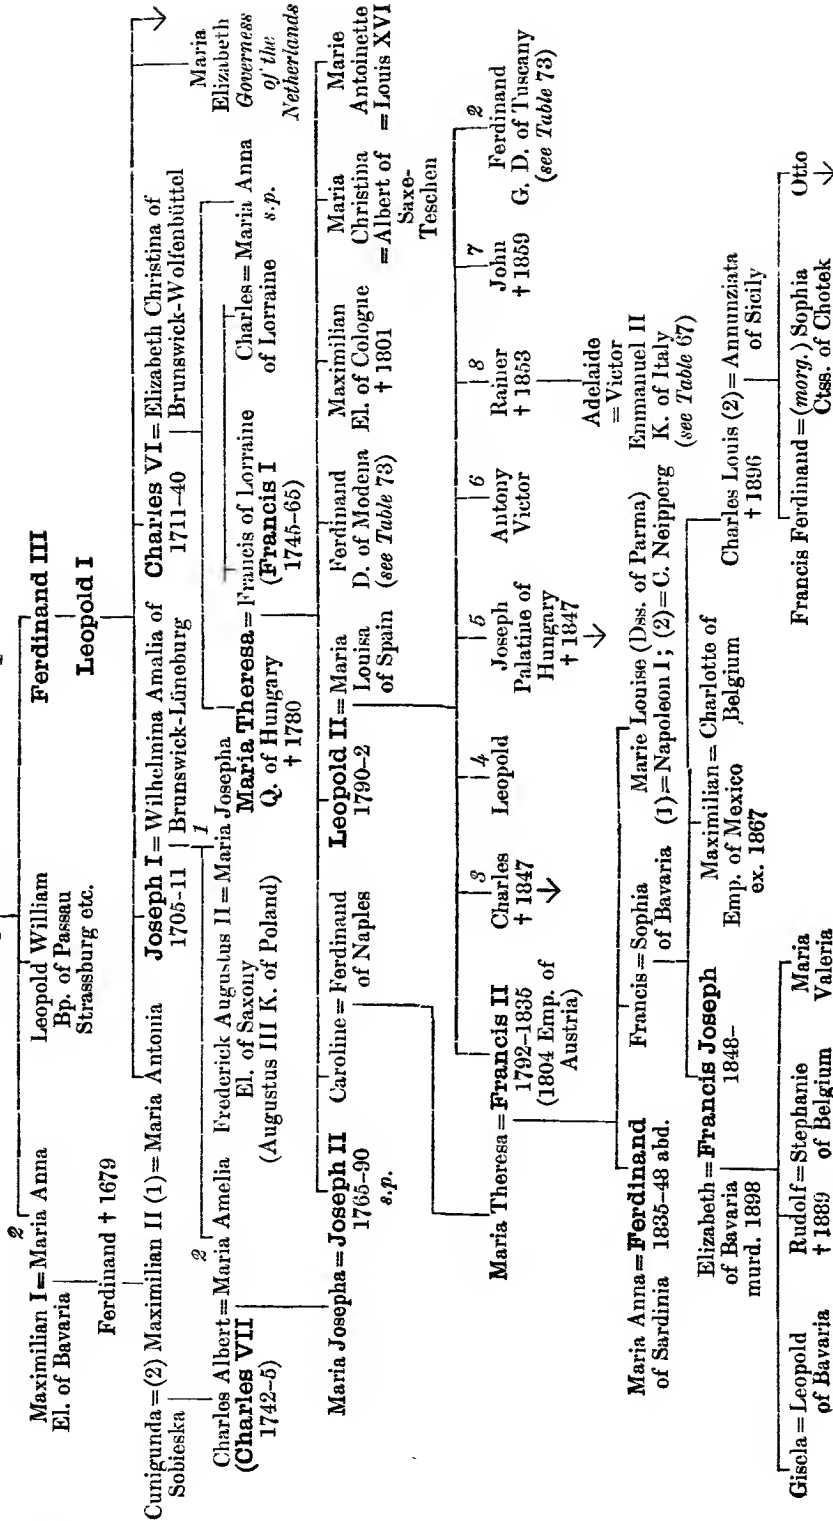 Ferdinand III
Leopold William
Bp. of Passau
Strassburg etc.
2
Maximilian I = Maria Anna
El. of Bavaria
Leopold I
Ferdinand † 1679
Cunigunda = (2) Maximilian II (1) = Maria Antonia
Sobieska
Joseph I = Wilhelmina Amalia of
1705-11 Brunswick-Lüneburg
Charles VI = Elizabeth Christina of
1711-40 Brunswick-Wolfenbüttel
Maria
Elizabeth
Governess
of the
Netherlands
2
Charles Albert = Maria Amelia
(Charles VII
1742-5)
1
Frederick Augustus II = Maria Josepha
El. of Saxony
(Augustus III K. of Poland)
Maria Theresa = Francis of Lorraine
Q. of Hungary (Francis I
† 1780 1745-65)
Charles = Maria Anna
of Lorraine s.p.
Maria Josepha = Joseph II
1765-90
s.p.
Caroline = Ferdinand
of Naples
Leopold II = Maria
1790-2 Louisa
of Spain
Ferdinand
D. of Modena
(see Table 73)
Maximilian
El. of Cologne
† 1801
Maria
Christina
= Albert of
Saxe-
Teschen
Marie
Antoinette
= Louis XVI
Maria Theresa = Francis II
1792-1835
(1804 Emp. of
Austria)
3
Charles
† 1847
4
Leopold
5
Joseph
Palatine of
Hungary
† 1847
6
Antony
Victor
8
Rainer
† 1853
7
John
† 1859
2
Ferdinand
G. D. of Tuscany
(see Table 73)
Adelaide
= Victor
Emmanuel II
K. of Italy
(see Table 67)
Maria Anna = Ferdinand
of Sardinia 1835-48 abd.
Francis = Sophia
of Bavaria
Marie Louise (Dss. of Parma)
(1) = Napoleon I; (2) = C. Neipperg
Elizabeth = Francis Joseph
of Bavaria 1848-
murd. 1898
Maximilian = Charlotte of
Emp. of Mexico Belgium
ex. 1867
Charles Louis (2) = Annunziata
† 1896 of Sicily
Gisela = Leopold
of Bavaria
Rudolf = Stephanie
† 1889 of Belgium
Maria
Valeria
Francis Ferdinand = (morg.) Sophia
Ctss. of Chotek
Otto